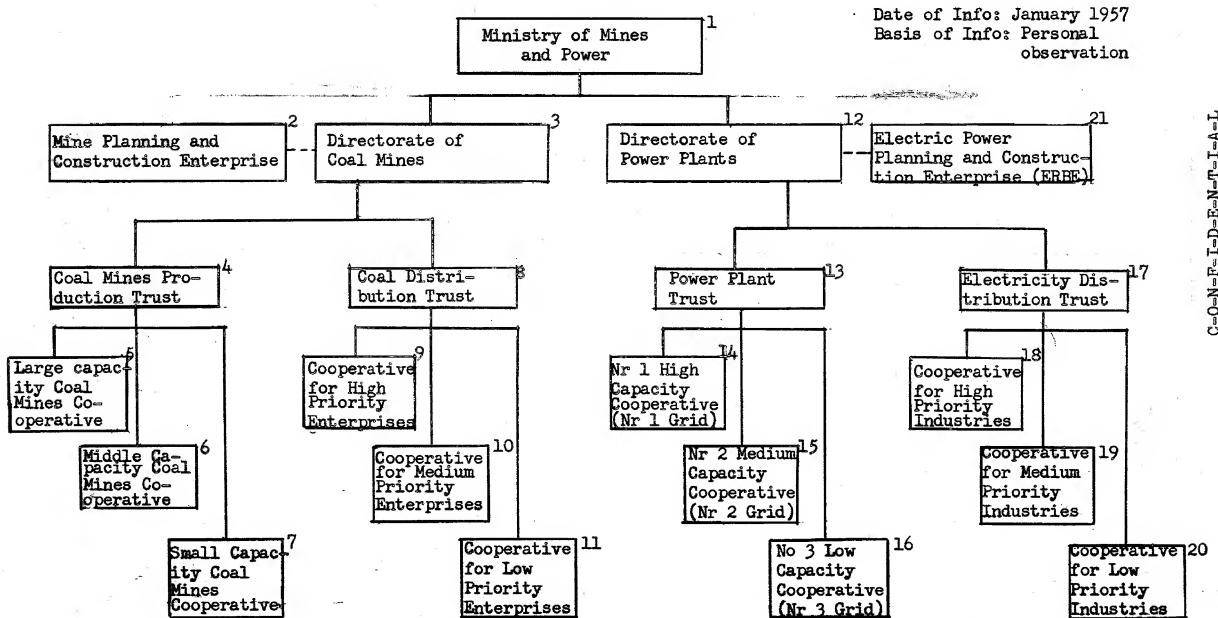 Date of Info: January 1957
Basis of Info: Personal
observation
1
Ministry of Mines
and Power
2
Mine Planning and
Construction Enterprise
3
Directorate of
Coal Mines
12
Directorate of
Power Plants
21
Electric Power
Planning and Construc-
tion Enterprise (ERBE)
C-O-N-F-I-D-E-N-T-I-A-L
4
Coal Mines Pro-
duction Trust
8
Coal Distri-
bution Trust
13
Power Plant
Trust
17
Electricity Dis-
tribution Trust
5
Large capac-
ity Coal
Mines Co-
operative
9
Cooperative
for High
Priority
Enterprises
14
Nr 1 High
Capacity
Cooperative
(Nr 1 Grid)
18
Cooperative
for High
Priority
Industries
6
Middle Ca-
pacity Coal
Mines Co-
operative
10
Cooperative
for Medium
Priority
Enterprises
15
Nr 2 Medium
Capacity
Cooperative
(Nr 2 Grid)
19
Cooperative
for Medium
Priority
Industries
7
Small Capac-
ity Coal
Mines
Cooperative
11
Cooperative
for Low
Priority
Enterprises
16
No 3 Low
Capacity
Cooperative
(Nr 3 Grid)
20
Cooperative
for Low
Priority
Industries